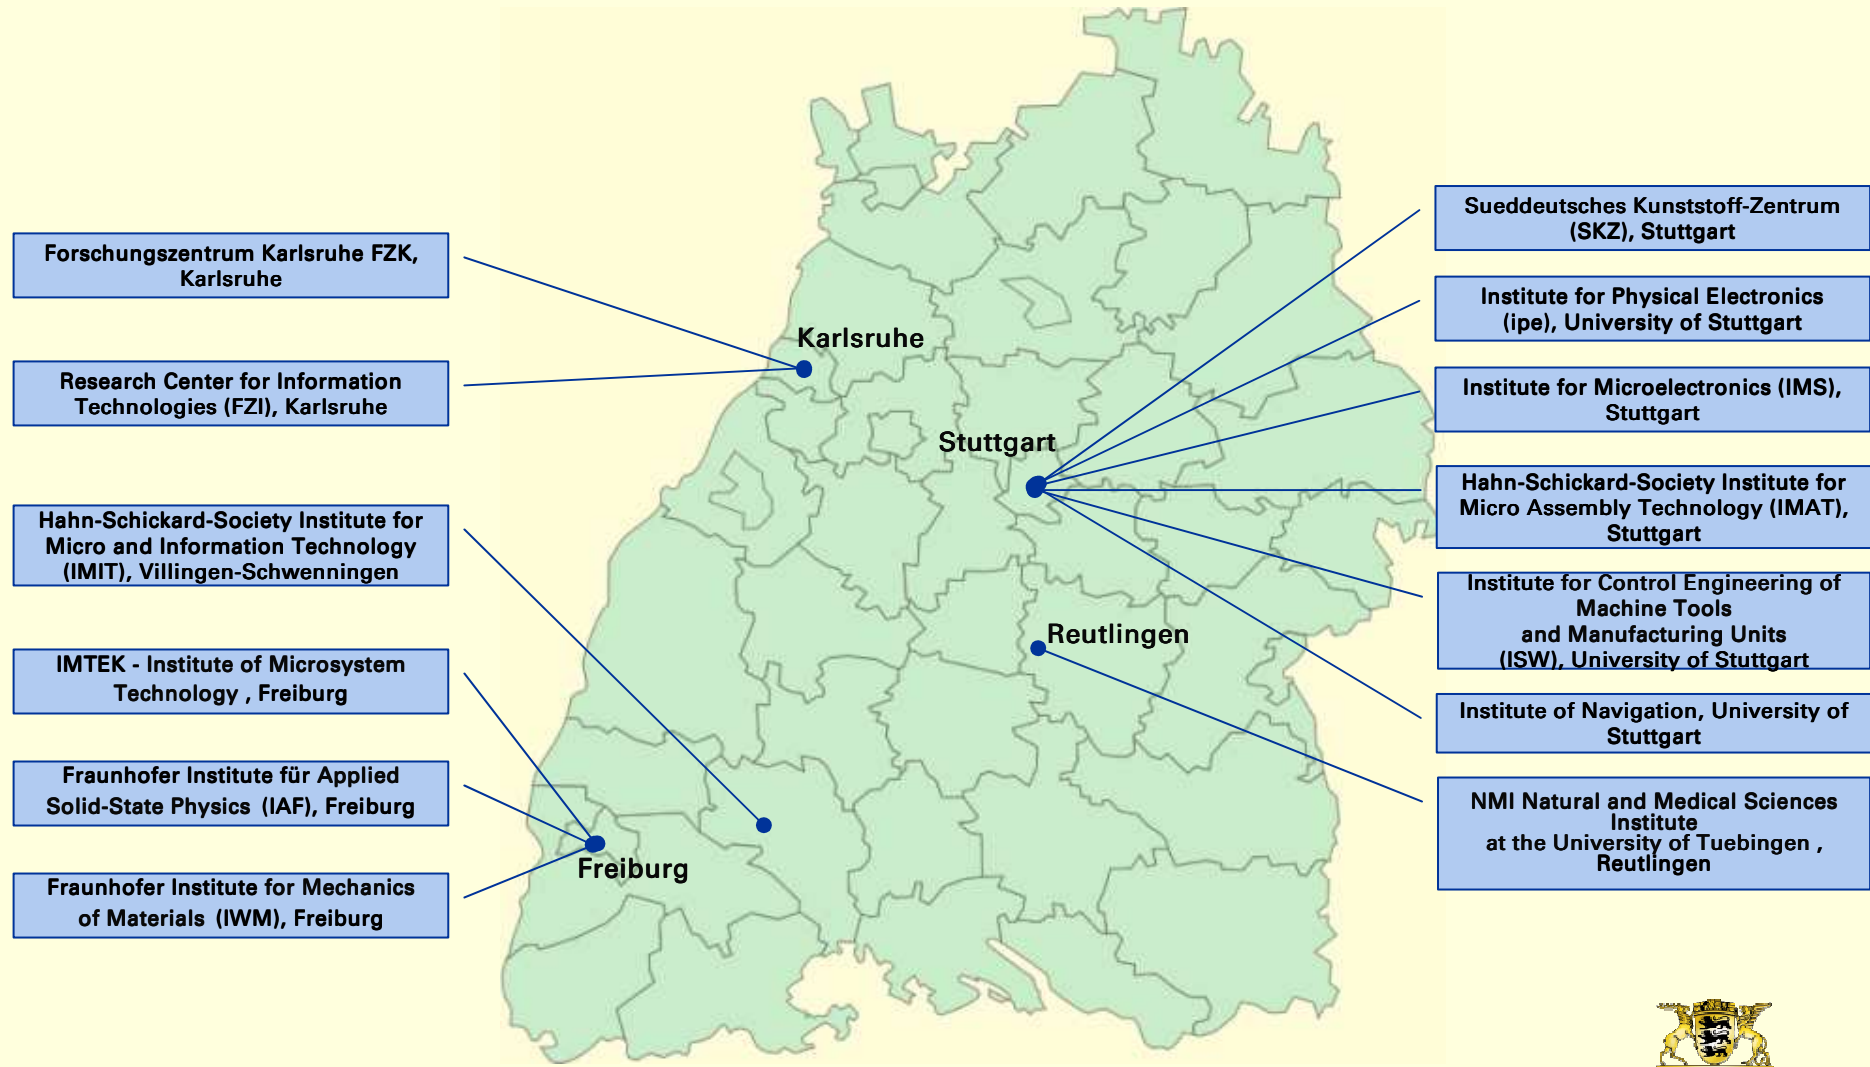 Forschungszentrum Karlsruhe FZK,
Karlsruhe
Research Center for Information
Technologies (FZI), Karlsruhe
Hahn-Schickard-Society Institute for
Micro and Information Technology
(IMIT), Villingen-Schwenningen
IMTEK - Institute of Microsystem
Technology , Freiburg
Fraunhofer Institute für Applied
Solid-State Physics (IAF), Freiburg
Fraunhofer Institute for Mechanics
of Materials (IWM), Freiburg
Karlsruhe
Stuttgart
Reutlingen
Freiburg
Sueddeutsches Kunststoff-Zentrum
(SKZ), Stuttgart
Institute for Physical Electronics
(ipe), University of Stuttgart
Institute for Microelectronics (IMS),
Stuttgart
Hahn-Schickard-Society Institute for
Micro Assembly Technology (IMAT),
Stuttgart
Institute for Control Engineering of
Machine Tools
and Manufacturing Units
(ISW), University of Stuttgart
Institute of Navigation, University of
Stuttgart
NMI Natural and Medical Sciences
Institute
at the University of Tuebingen ,
Reutlingen